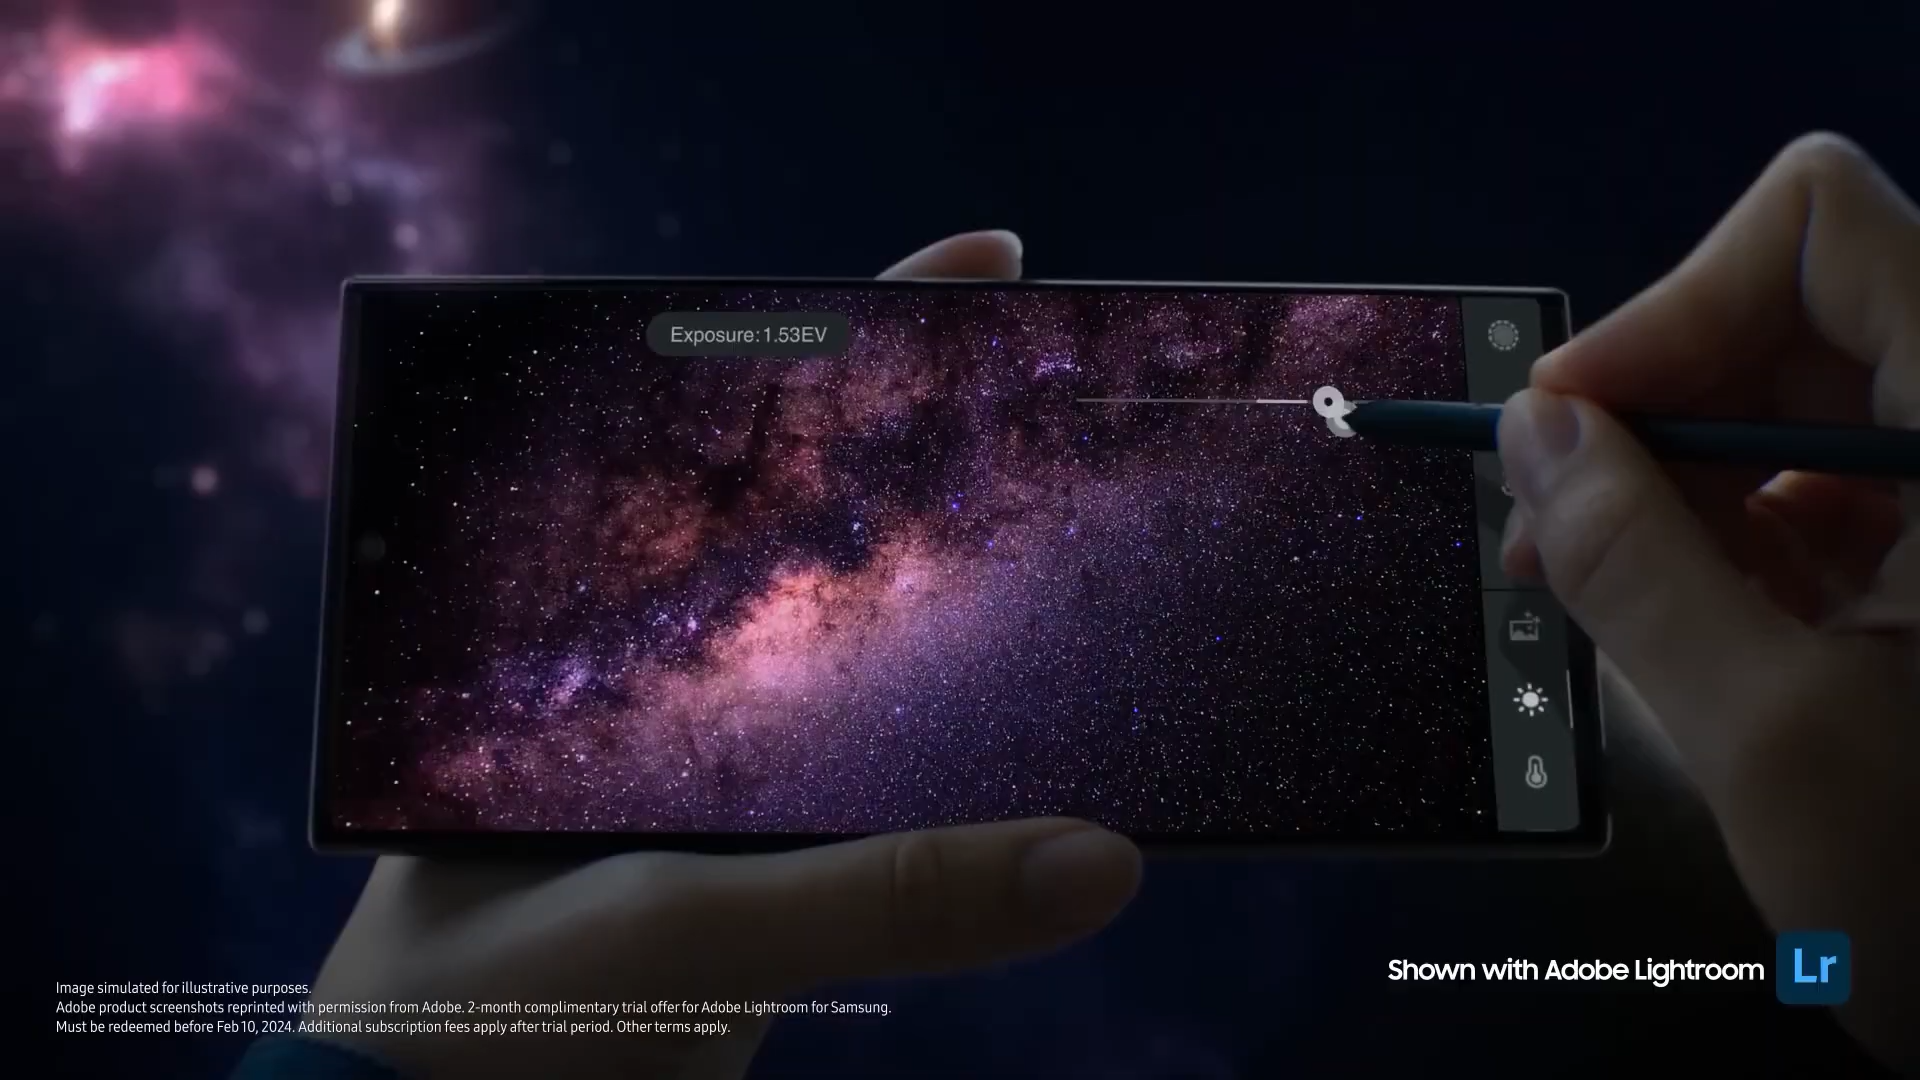 Exposure: 1.53EV
Shown with Adobe Lightroom Lr
Image simulated for illustrative purposes.
Adobe product screenshots reprinted with permission from Adobe. 2-month complimentary trial offer for Adobe Lightroom for Samsung.
Must be redeemed before Feb 10, 2024. Additional subscription fees apply after trial period. Other terms apply.